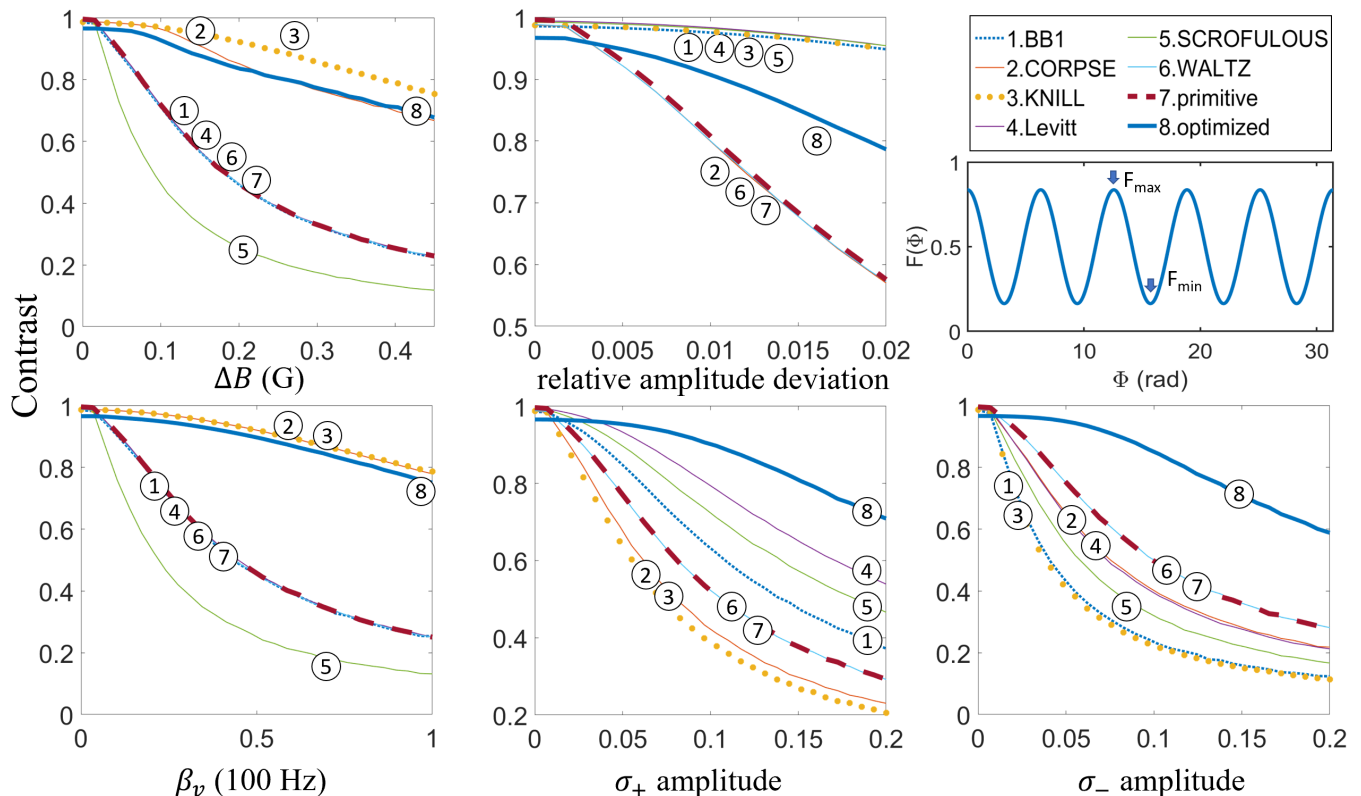 Contrast
1
0.8
0.6
0.4
0.2
0
0 0.1 0.2 0.3 0.4
ΔB (G)
② ③ ① ④ ⑥ ⑦ ⑧ ⑤
1
0.9
0.8
0.7
0.6
0.5
0 0.005 0.01 0.015 0.02
relative amplitude deviation
① ④ ③ ⑤ ⑧ ② ⑥ ⑦
1.BB1
2.CORPSE
3.KNILL
4.Levitt
5.SCROFULOUS
6.WALTZ
7.primitive
8.optimized
1
0.5
0
F(Φ)
F_max
F_min
0 10 20 30
Φ (rad)
1
0.8
0.6
0.4
0.2
0
0 0.5 1
β_v (100 Hz)
② ③ ⑧ ① ④ ⑥ ⑦ ⑤
1
0.8
0.6
0.4
0.2
0 0.05 0.1 0.15 0.2
σ₊ amplitude
⑧ ④ ② ③ ⑥ ⑤ ⑦ ①
1
0.8
0.6
0.4
0.2
0
0 0.05 0.1 0.15 0.2
σ₋ amplitude
① ⑧ ③ ② ④ ⑥ ⑦ ⑤